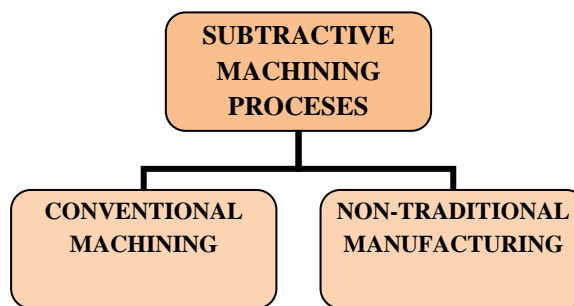 SUBTRACTIVE
MACHINING
PROCESES
CONVENTIONAL
MACHINING
NON-TRADITIONAL
MANUFACTURING